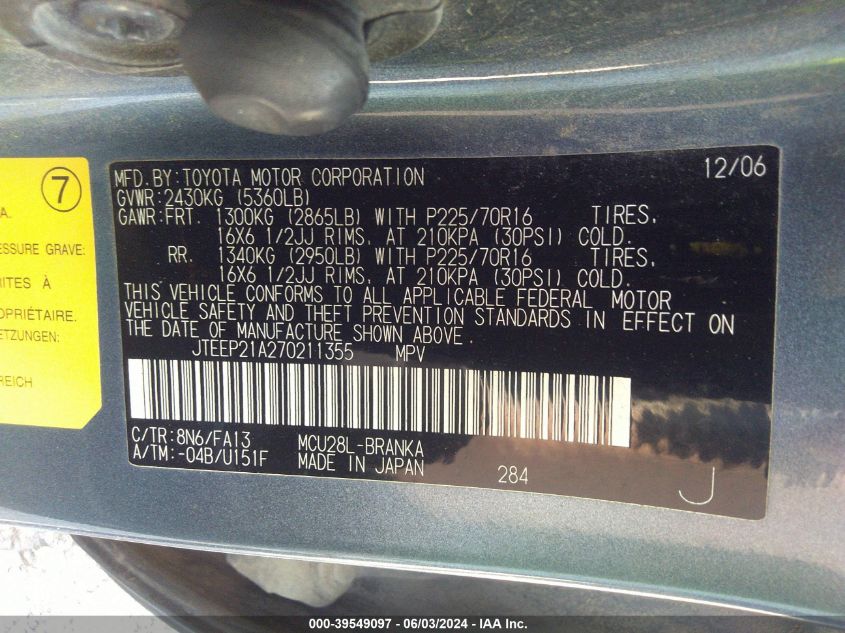 7
A.
ESSURE GRAVE:
RITES À
OPRIÉTAIRE.
ETZUNGEN:
REICH
MFD.BY:TOYOTA MOTOR CORPORATION 12/06
GVWR:2430KG (5360LB)
GAWR:FRT. 1300KG (2865LB) WITH P225/70R16 TIRES,
16X6 1/2JJ RIMS, AT 210KPA (30PSI) COLD.
RR. 1340KG (2950LB) WITH P225/70R16 TIRES,
16X6 1/2JJ RIMS, AT 210KPA (30PSI) COLD.
THIS VEHICLE CONFORMS TO ALL APPLICABLE FEDERAL MOTOR
VEHICLE SAFETY AND THEFT PREVENTION STANDARDS IN EFFECT ON
THE DATE OF MANUFACTURE SHOWN ABOVE.
JTEEP21A270211355 MPV
C/TR:8N6/FA13 MCU28L-BRANKA
A/TM:-04B/U151F MADE IN JAPAN 284
J
000-39549097 - 06/03/2024 - IAA Inc.